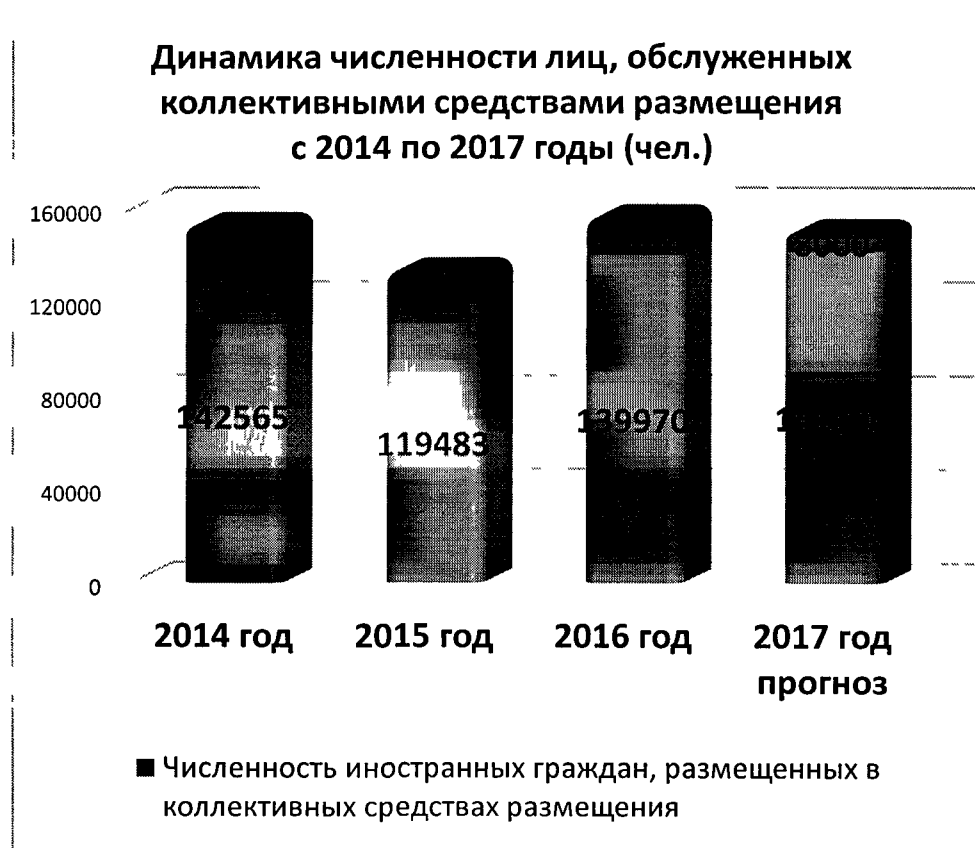 Динамика численности лиц, обслуженных
коллективными средствами размещения
с 2014 по 2017 годы (чел.)
160000
120000
80000
40000
0
142565
119483
139970
2014 год
2015 год
2016 год
2017 год
прогноз
Численность иностранных граждан, размещенных в
коллективных средствах размещения